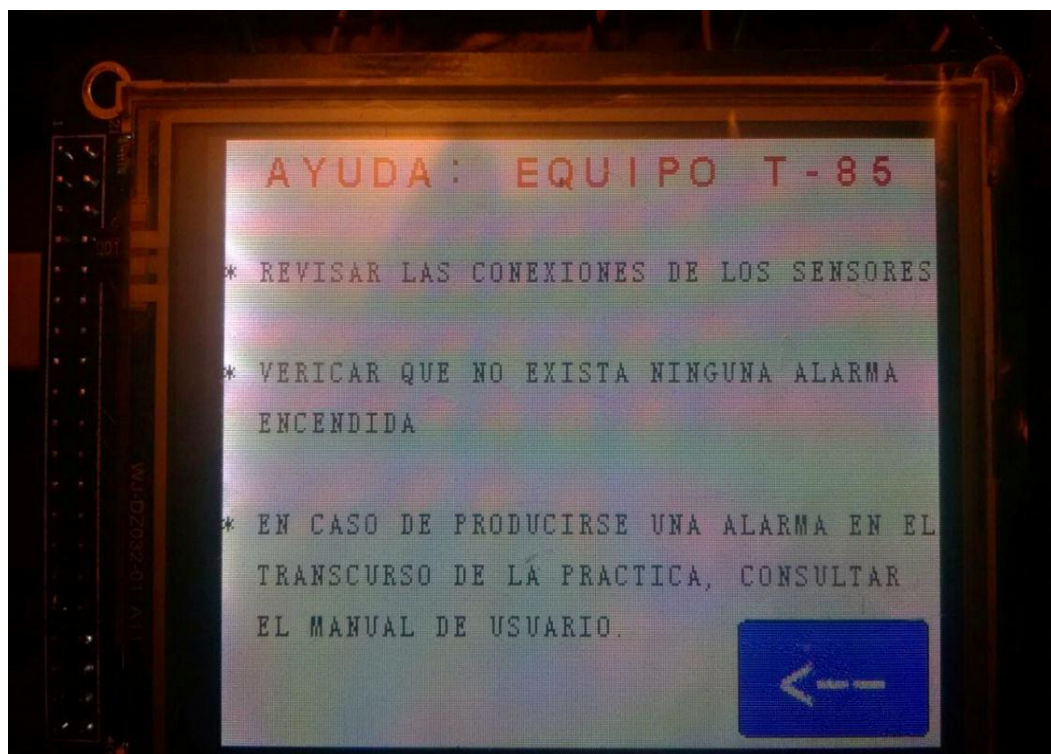 AYUDA: EQUIPO T-85
* REVISAR LAS CONEXIONES DE LOS SENSORES
* VERICAR QUE NO EXISTA NINGUNA ALARMA
ENCENDIDA
* EN CASO DE PRODUCIRSE UNA ALARMA EN EL
TRANSCURSO DE LA PRACTICA, CONSULTAR
EL MANUAL DE USUARIO.
<--